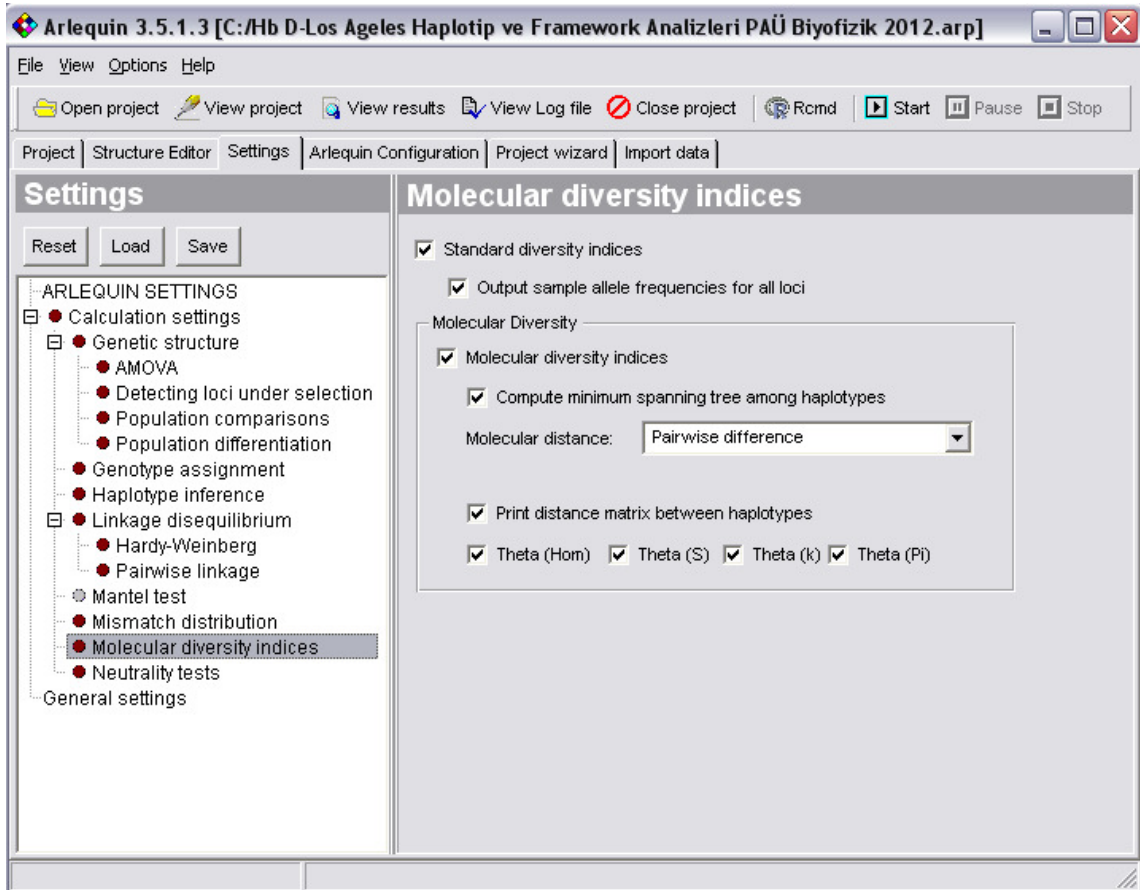 Arlequin 3.5.1.3 [C:/Hb D-Los Ageles Haplotip ve Framework Analizleri PAÜ Biyofizik 2012.arp]
File View Options Help
Open project View project View results View Log file Close project Rcmd Start Pause Stop
Project Structure Editor Settings Arlequin Configuration Project wizard Import data
Settings
Reset Load Save
ARLEQUIN SETTINGS
Calculation settings
Genetic structure
AMOVA
Detecting loci under selection
Population comparisons
Population differentiation
Genotype assignment
Haplotype inference
Linkage disequilibrium
Hardy-Weinberg
Pairwise linkage
Mantel test
Mismatch distribution
Molecular diversity indices
Neutrality tests
General settings
Molecular diversity indices
Standard diversity indices
Output sample allele frequencies for all loci
Molecular Diversity
Molecular diversity indices
Compute minimum spanning tree among haplotypes
Molecular distance: Pairwise difference
Print distance matrix between haplotypes
Theta (Hom) Theta (S) Theta (k) Theta (Pi)